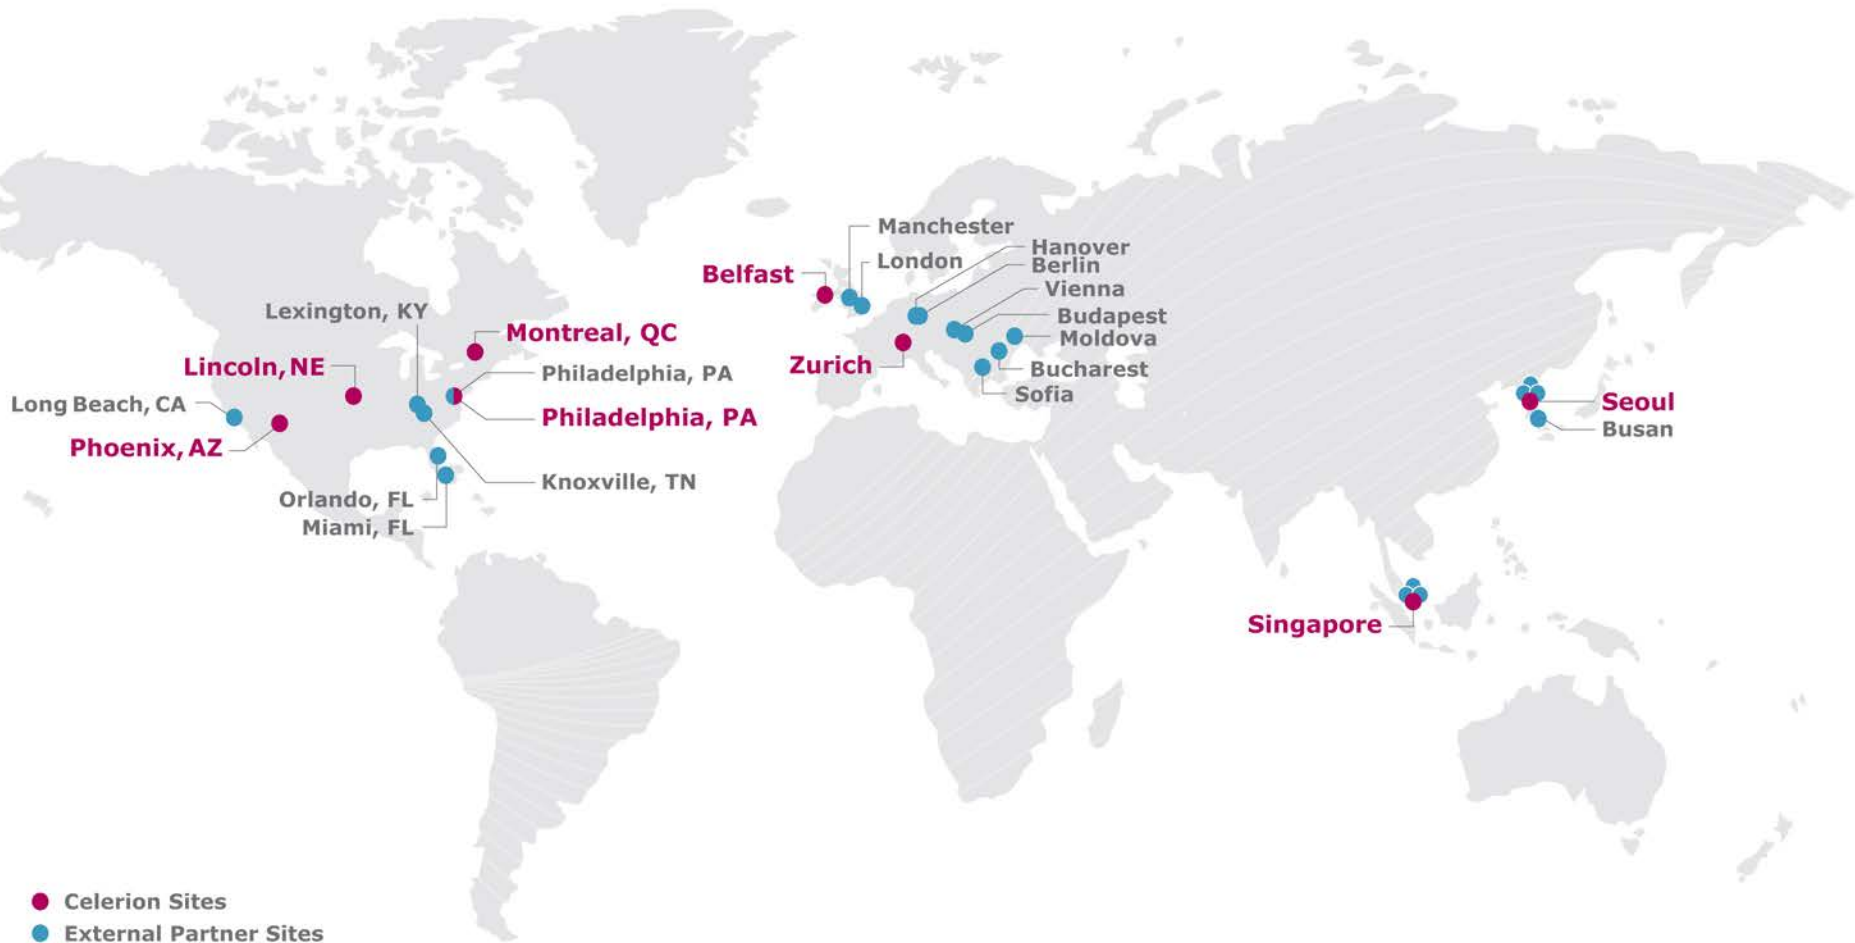 Manchester
Hanover
London
Berlin
Belfast
Vienna
Lexington, KY
Budapest
Montreal, QC
Moldova
Lincoln, NE
Zurich
Philadelphia, PA
Bucharest
Sofia
Long Beach, CA
Seoul
Philadelphia, PA
Busan
Phoenix, AZ
Knoxville, TN
Orlando, FL
Miami, FL
Singapore
Celerion Sites
External Partner Sites